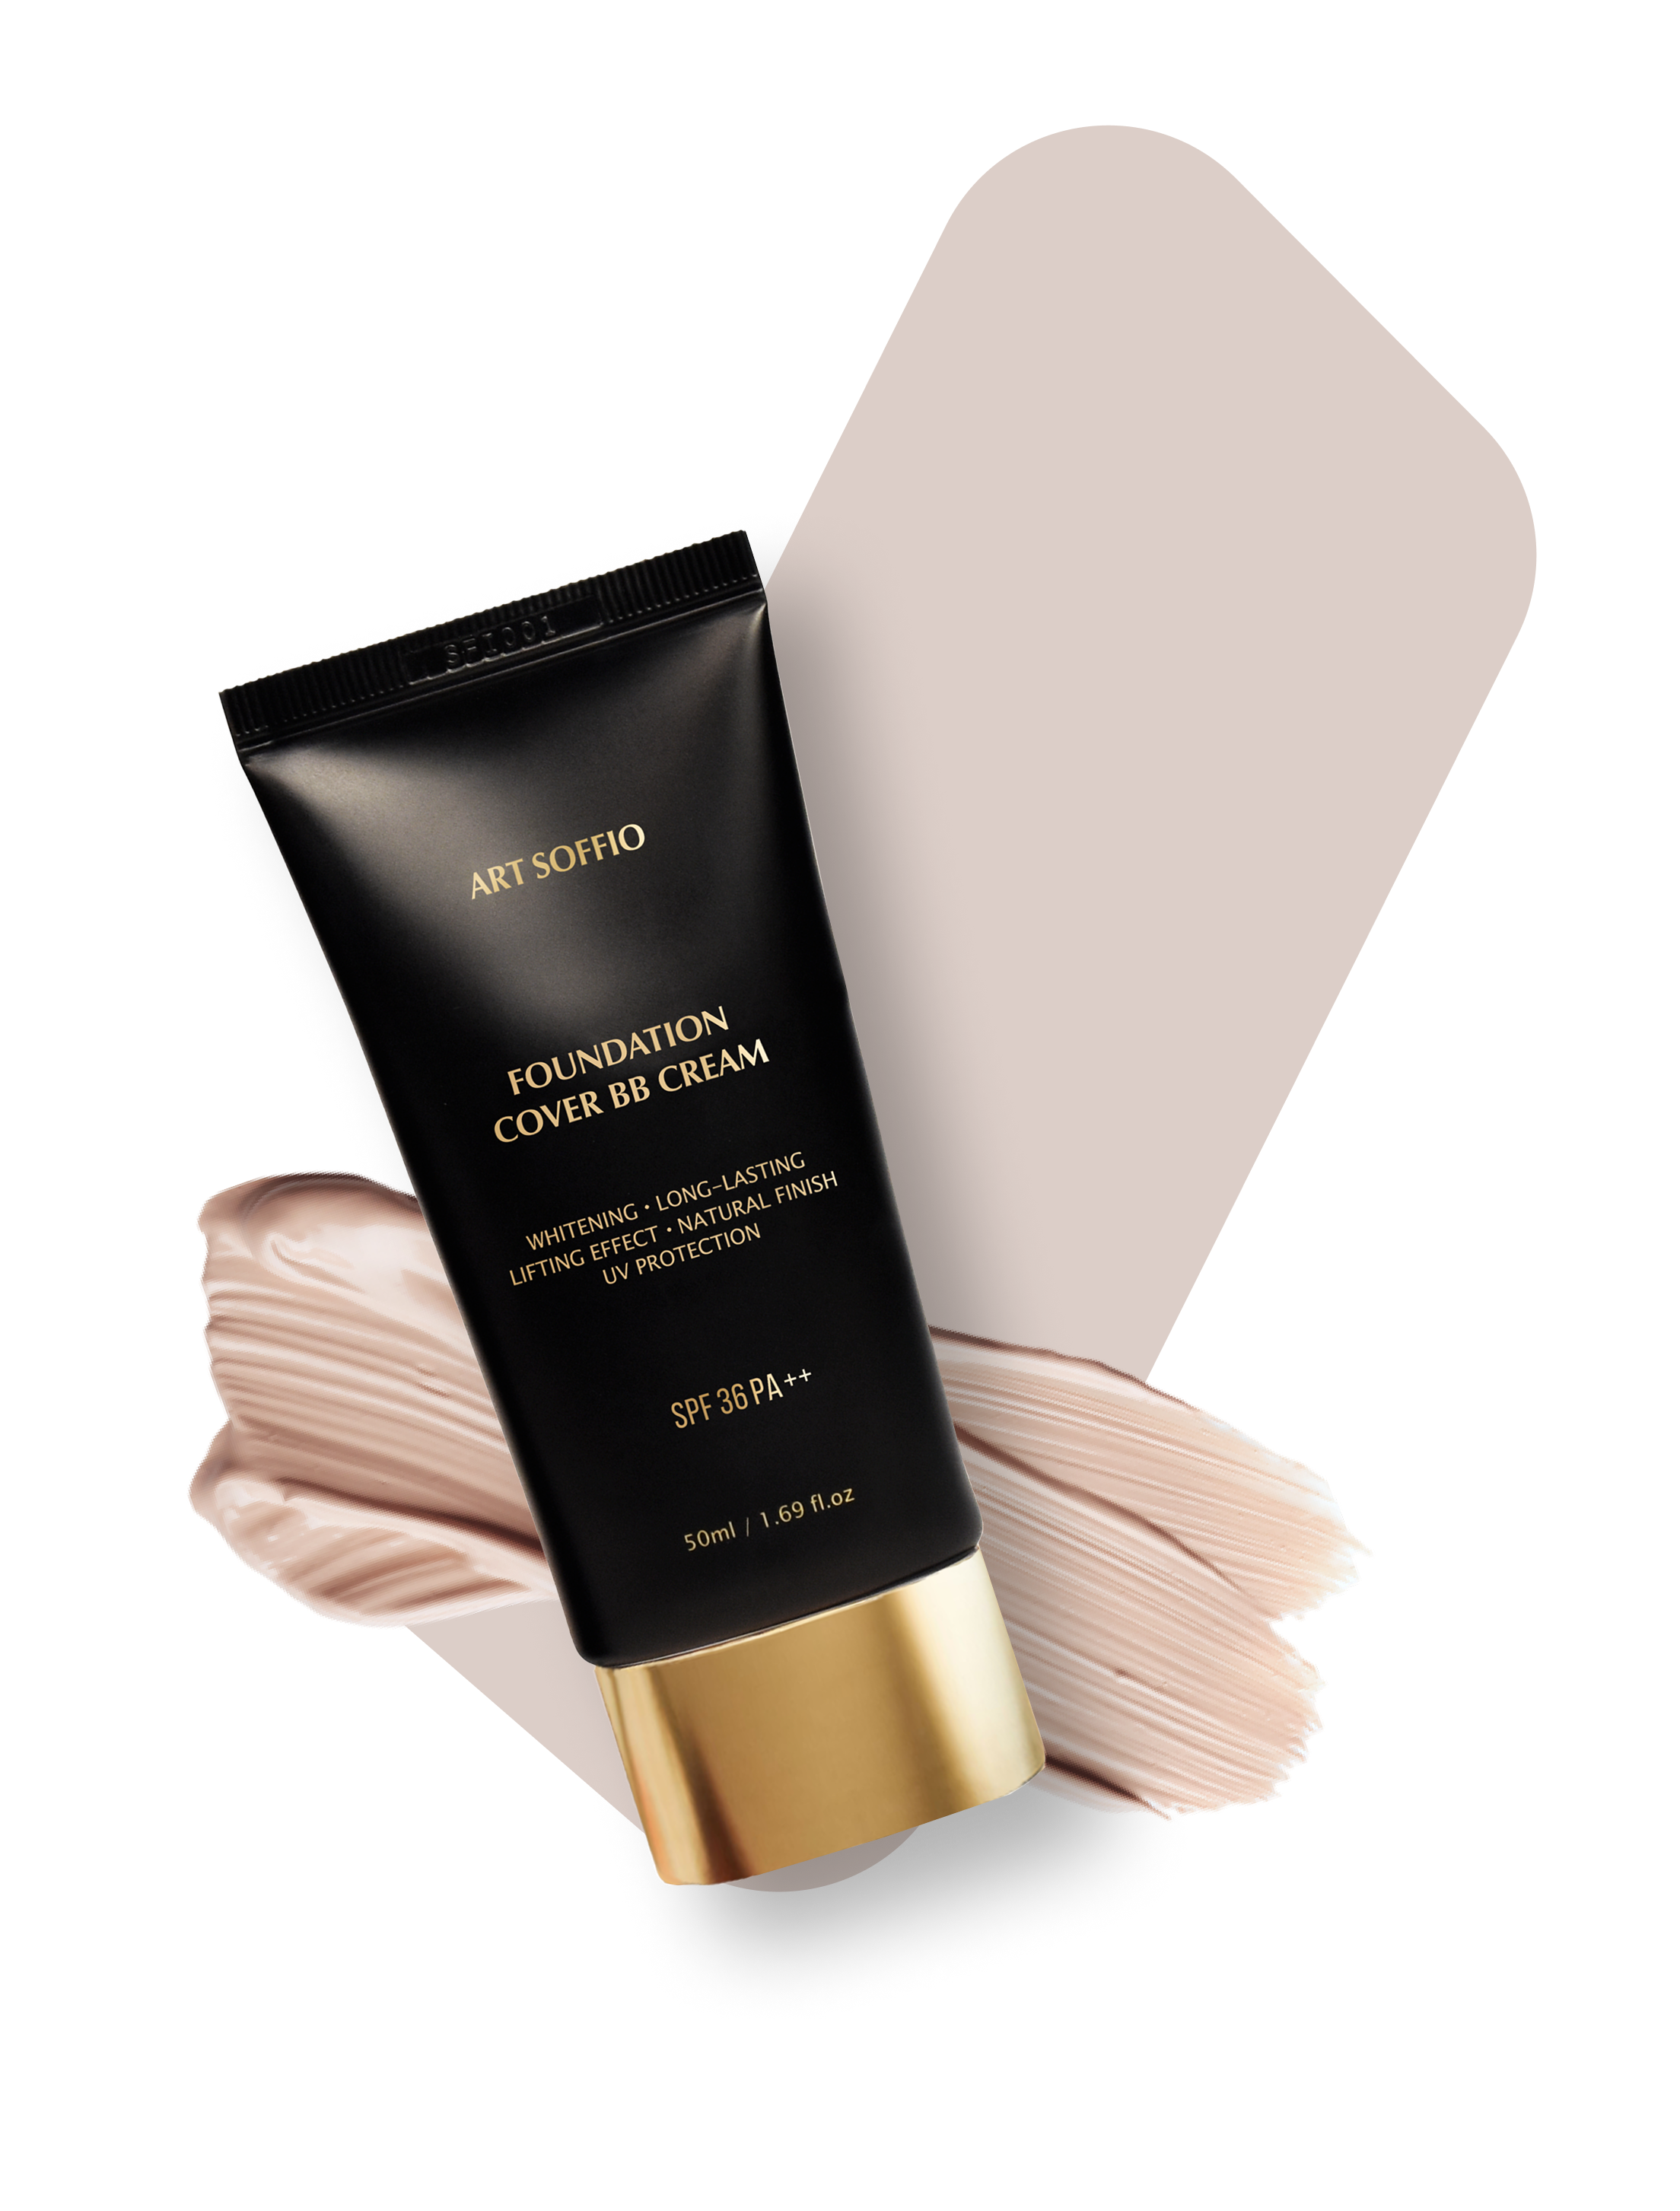 ART SOFFIO
FOUNDATION
COVER BB CREAM
WHITENING • LONG-LASTING
LIFTING EFFECT • NATURAL FINISH
UV PROTECTION
SPF 36 PA++
50ml / 1.69 fl.oz